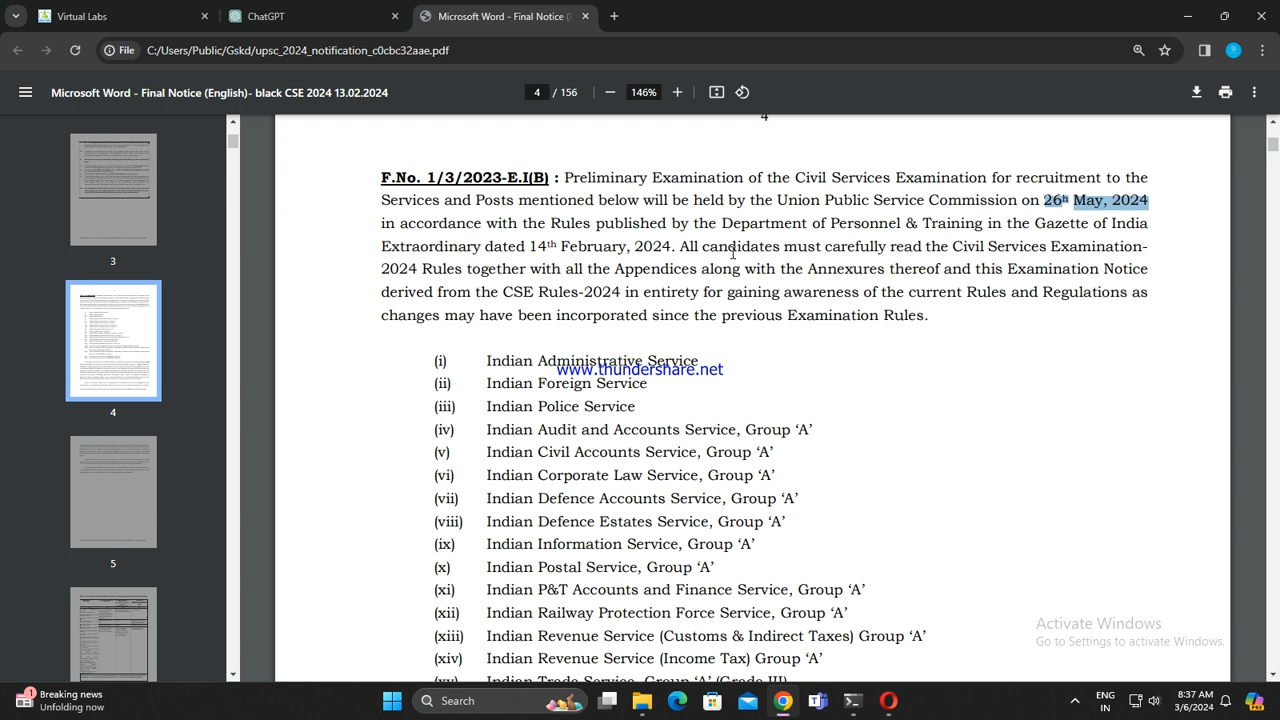 Virtual Labs
ChatGPT
Microsoft Word - Final Notice (
File
C:/Users/Public/Gskd/upsc_2024_notification_c0cbc32aae.pdf
Microsoft Word - Final Notice (English)- black CSE 2024 13.02.2024
4 / 156
146%
3
4
5
4
F.No. 1/3/2023-E.I(B) : Preliminary Examination of the Civil Services Examination for recruitment to the
Services and Posts mentioned below will be held by the Union Public Service Commission on 26th May, 2024
in accordance with the Rules published by the Department of Personnel & Training in the Gazette of India
Extraordinary dated 14th February, 2024. All candidates must carefully read the Civil Services Examination-
2024 Rules together with all the Appendices along with the Annexures thereof and this Examination Notice
derived from the CSE Rules-2024 in entirety for gaining awareness of the current Rules and Regulations as
changes may have been incorporated since the previous Examination Rules.
(i) Indian Administrative Service
www.thundershare.net
(ii) Indian Foreign Service
(iii) Indian Police Service
(iv) Indian Audit and Accounts Service, Group ‘A’
(v) Indian Civil Accounts Service, Group ‘A’
(vi) Indian Corporate Law Service, Group ‘A’
(vii) Indian Defence Accounts Service, Group ‘A’
(viii) Indian Defence Estates Service, Group ‘A’
(ix) Indian Information Service, Group ‘A’
(x) Indian Postal Service, Group ‘A’
(xi) Indian P&T Accounts and Finance Service, Group ‘A’
(xii) Indian Railway Protection Force Service, Group ‘A’
(xiii) Indian Revenue Service (Customs & Indirect Taxes) Group ‘A’
(xiv) Indian Revenue Service (Income Tax) Group ‘A’
(xv) Indian Trade Service, Group ‘A’ (Grade III)
Activate Windows
Go to Settings to activate Windows.
1
Breaking news
Unfolding now
Search
ENG
IN
8:37 AM
3/6/2024
PRE